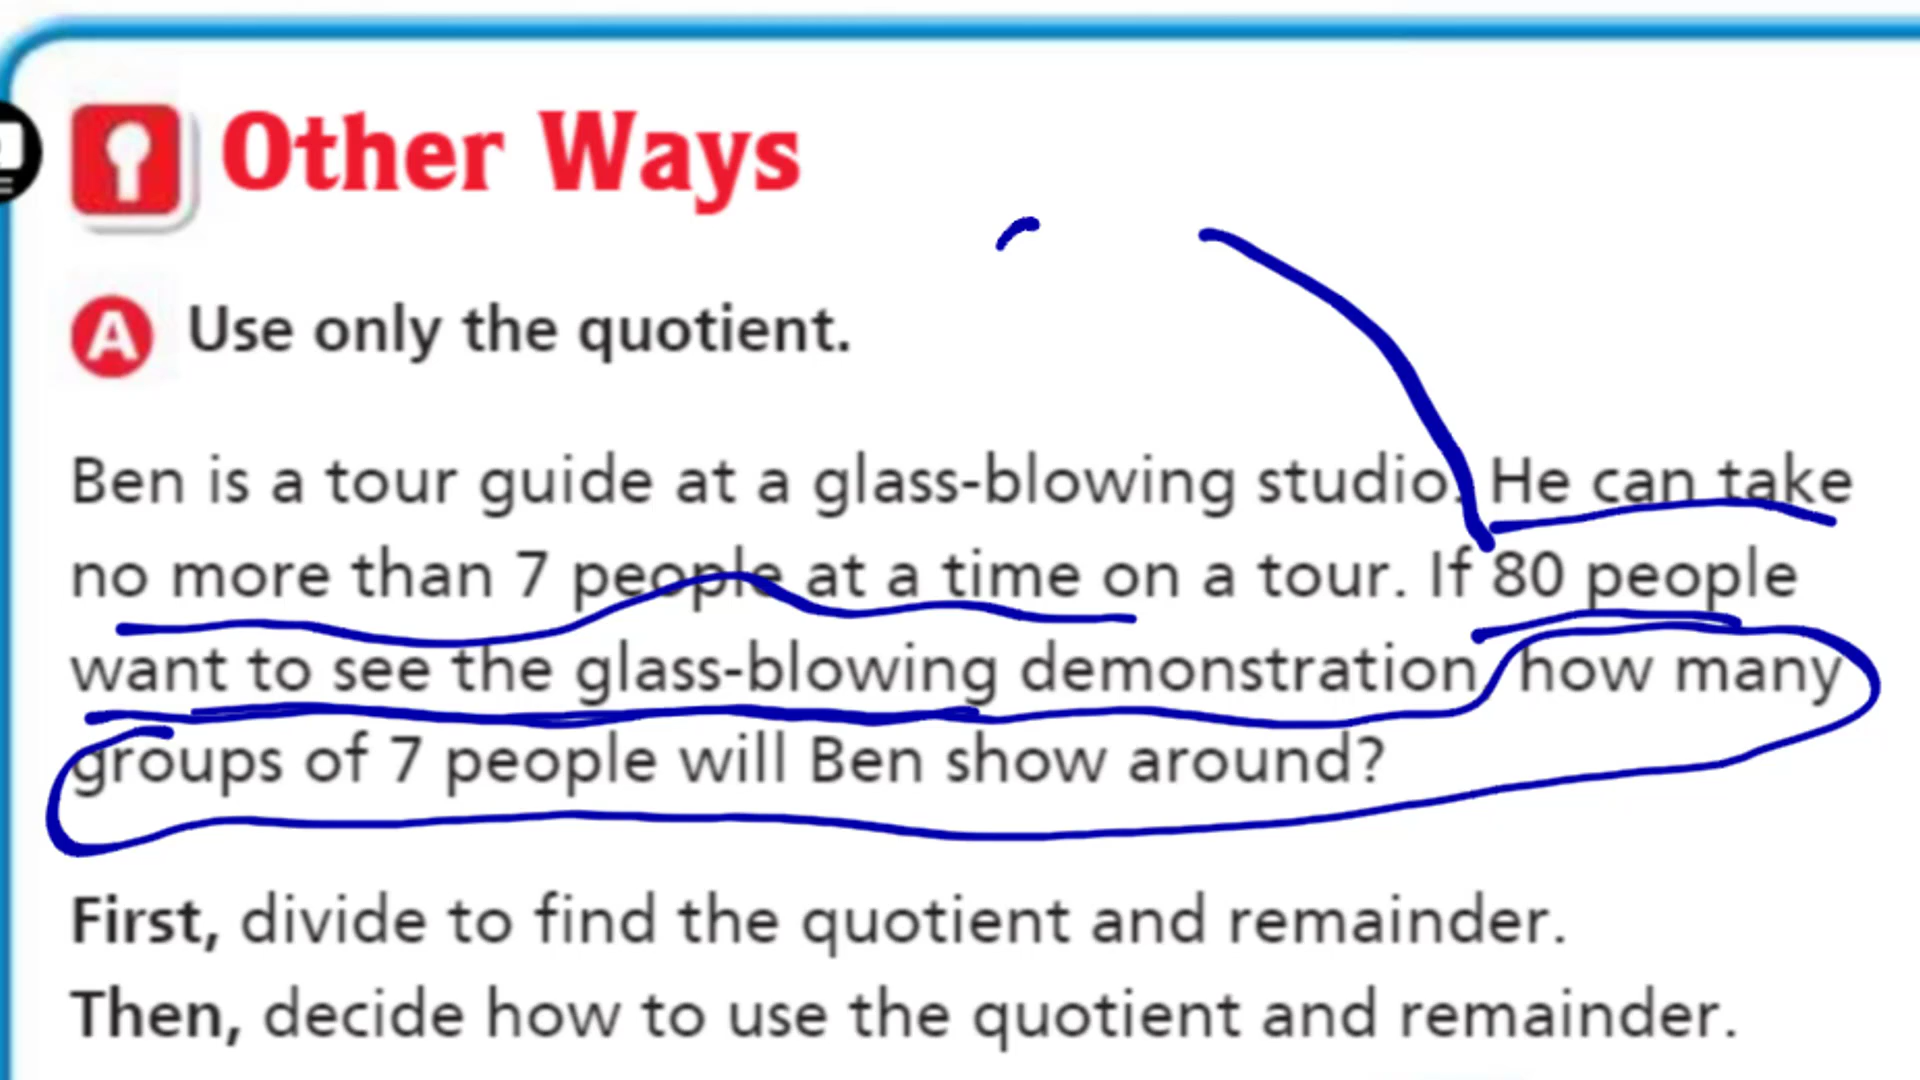 Other Ways
A Use only the quotient.
Ben is a tour guide at a glass-blowing studio. He can take
no more than 7 people at a time on a tour. If 80 people
want to see the glass-blowing demonstration, how many
groups of 7 people will Ben show around?
First, divide to find the quotient and remainder.
Then, decide how to use the quotient and remainder.